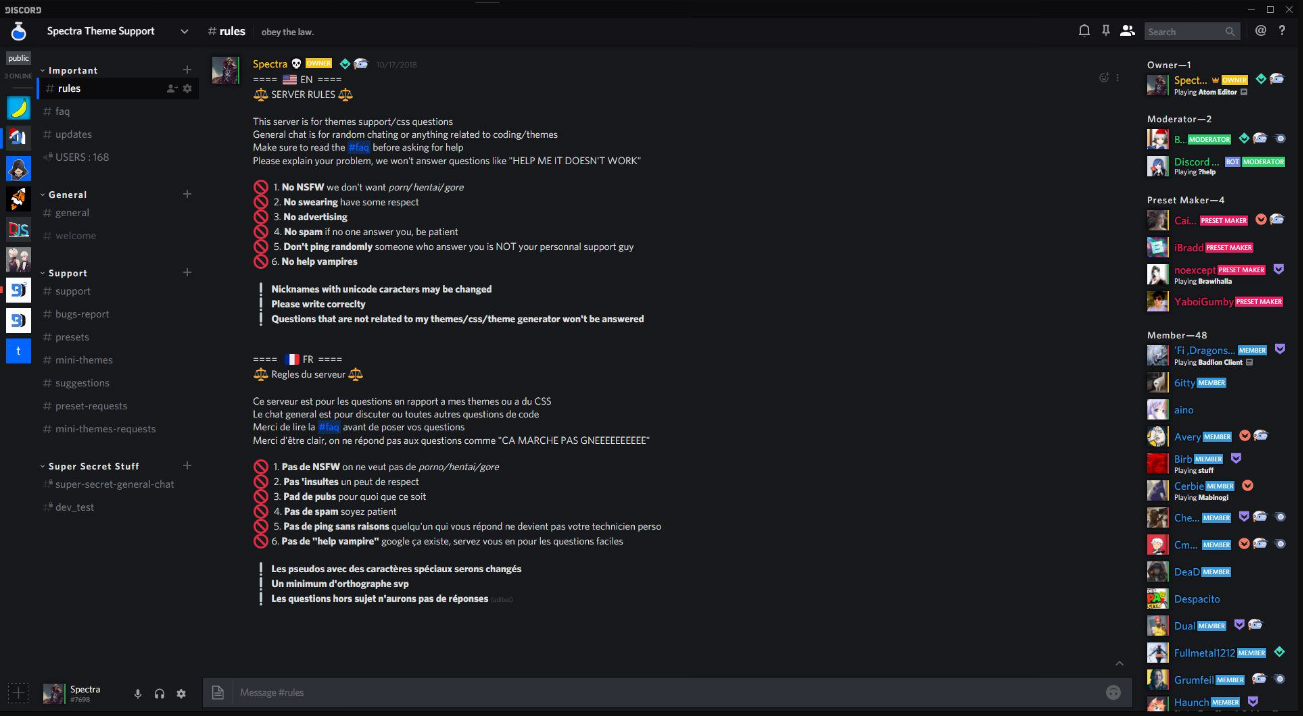 DISCORD
Spectra Theme Support
# rules
obey the law.
Search
@
?
public
3 ONLINE
DJS
t
Important
# rules
# faq
# updates
USERS : 168
General
# general
# welcome
Support
# support
# bugs-report
# presets
# mini-themes
# suggestions
# preset-requests
# mini-themes-requests
Super Secret Stuff
super-secret-general-chat
dev_test
Spectra
#7698
Spectra OWNER 10/17/2018
==== EN ====
SERVER RULES
This server is for themes support/css questions
General chat is for random chating or anything related to coding/themes
Make sure to read the #faq before asking for help
Please explain your problem, we won't answer questions like "HELP ME IT DOESN'T WORK"
1. No NSFW we don't want porn/hentai/gore
2. No swearing have some respect
3. No advertising
4. No spam if no one answer you, be patient
5. Don't ping randomly someone who answer you is NOT your personnal support guy
6. No help vampires
Nicknames with unicode caracters may be changed
Please write correclty
Questions that are not related to my themes/css/theme generator won't be answered
==== FR ====
Regles du serveur
Ce serveur est pour les questions en rapport a mes themes ou a du CSS
Le chat general est pour discuter ou toutes autres questions de code
Merci de lire la #faq avant de poser vos questions
Merci d'être clair, on ne répond pas aux questions comme "CA MARCHE PAS GNEEEEEEEEE"
1. Pas de NSFW on ne veut pas de porno/hentai/gore
2. Pas 'insultes un peut de respect
3. Pad de pubs pour quoi que ce soit
4. Pas de spam soyez patient
5. Pas de ping sans raisons quelqu'un qui vous répond ne devient pas votre technicien perso
6. Pas de "help vampire" google ça existe, servez vous en pour les questions faciles
Les pseudos avec des caractères spéciaux serons changés
Un minimum d'orthographe svp
Les questions hors sujet n'aurons pas de réponses (edited)
Message #rules
Owner—1
Spect... OWNER
Playing Atom Editor
Moderator—2
B... MODERATOR
Discord ... BOT MODERATOR
Playing ?help
Preset Maker—4
Cai... PRESET MAKER
iBradd PRESET MAKER
noexcept PRESET MAKER
Playing Brawlhalla
YaboiGumby PRESET MAKER
Member—48
'Fi ,Dragons... MEMBER
Playing Badlion Client
6itty MEMBER
aino
Avery MEMBER
Birb MEMBER
Playing stuff
Cerbie MEMBER
Playing Mabinogi
Che... MEMBER
Cm... MEMBER
DeaD MEMBER
Despacito
Dual MEMBER
Fullmetal1212 MEMBER
Grumfeil MEMBER
Haunch MEMBER